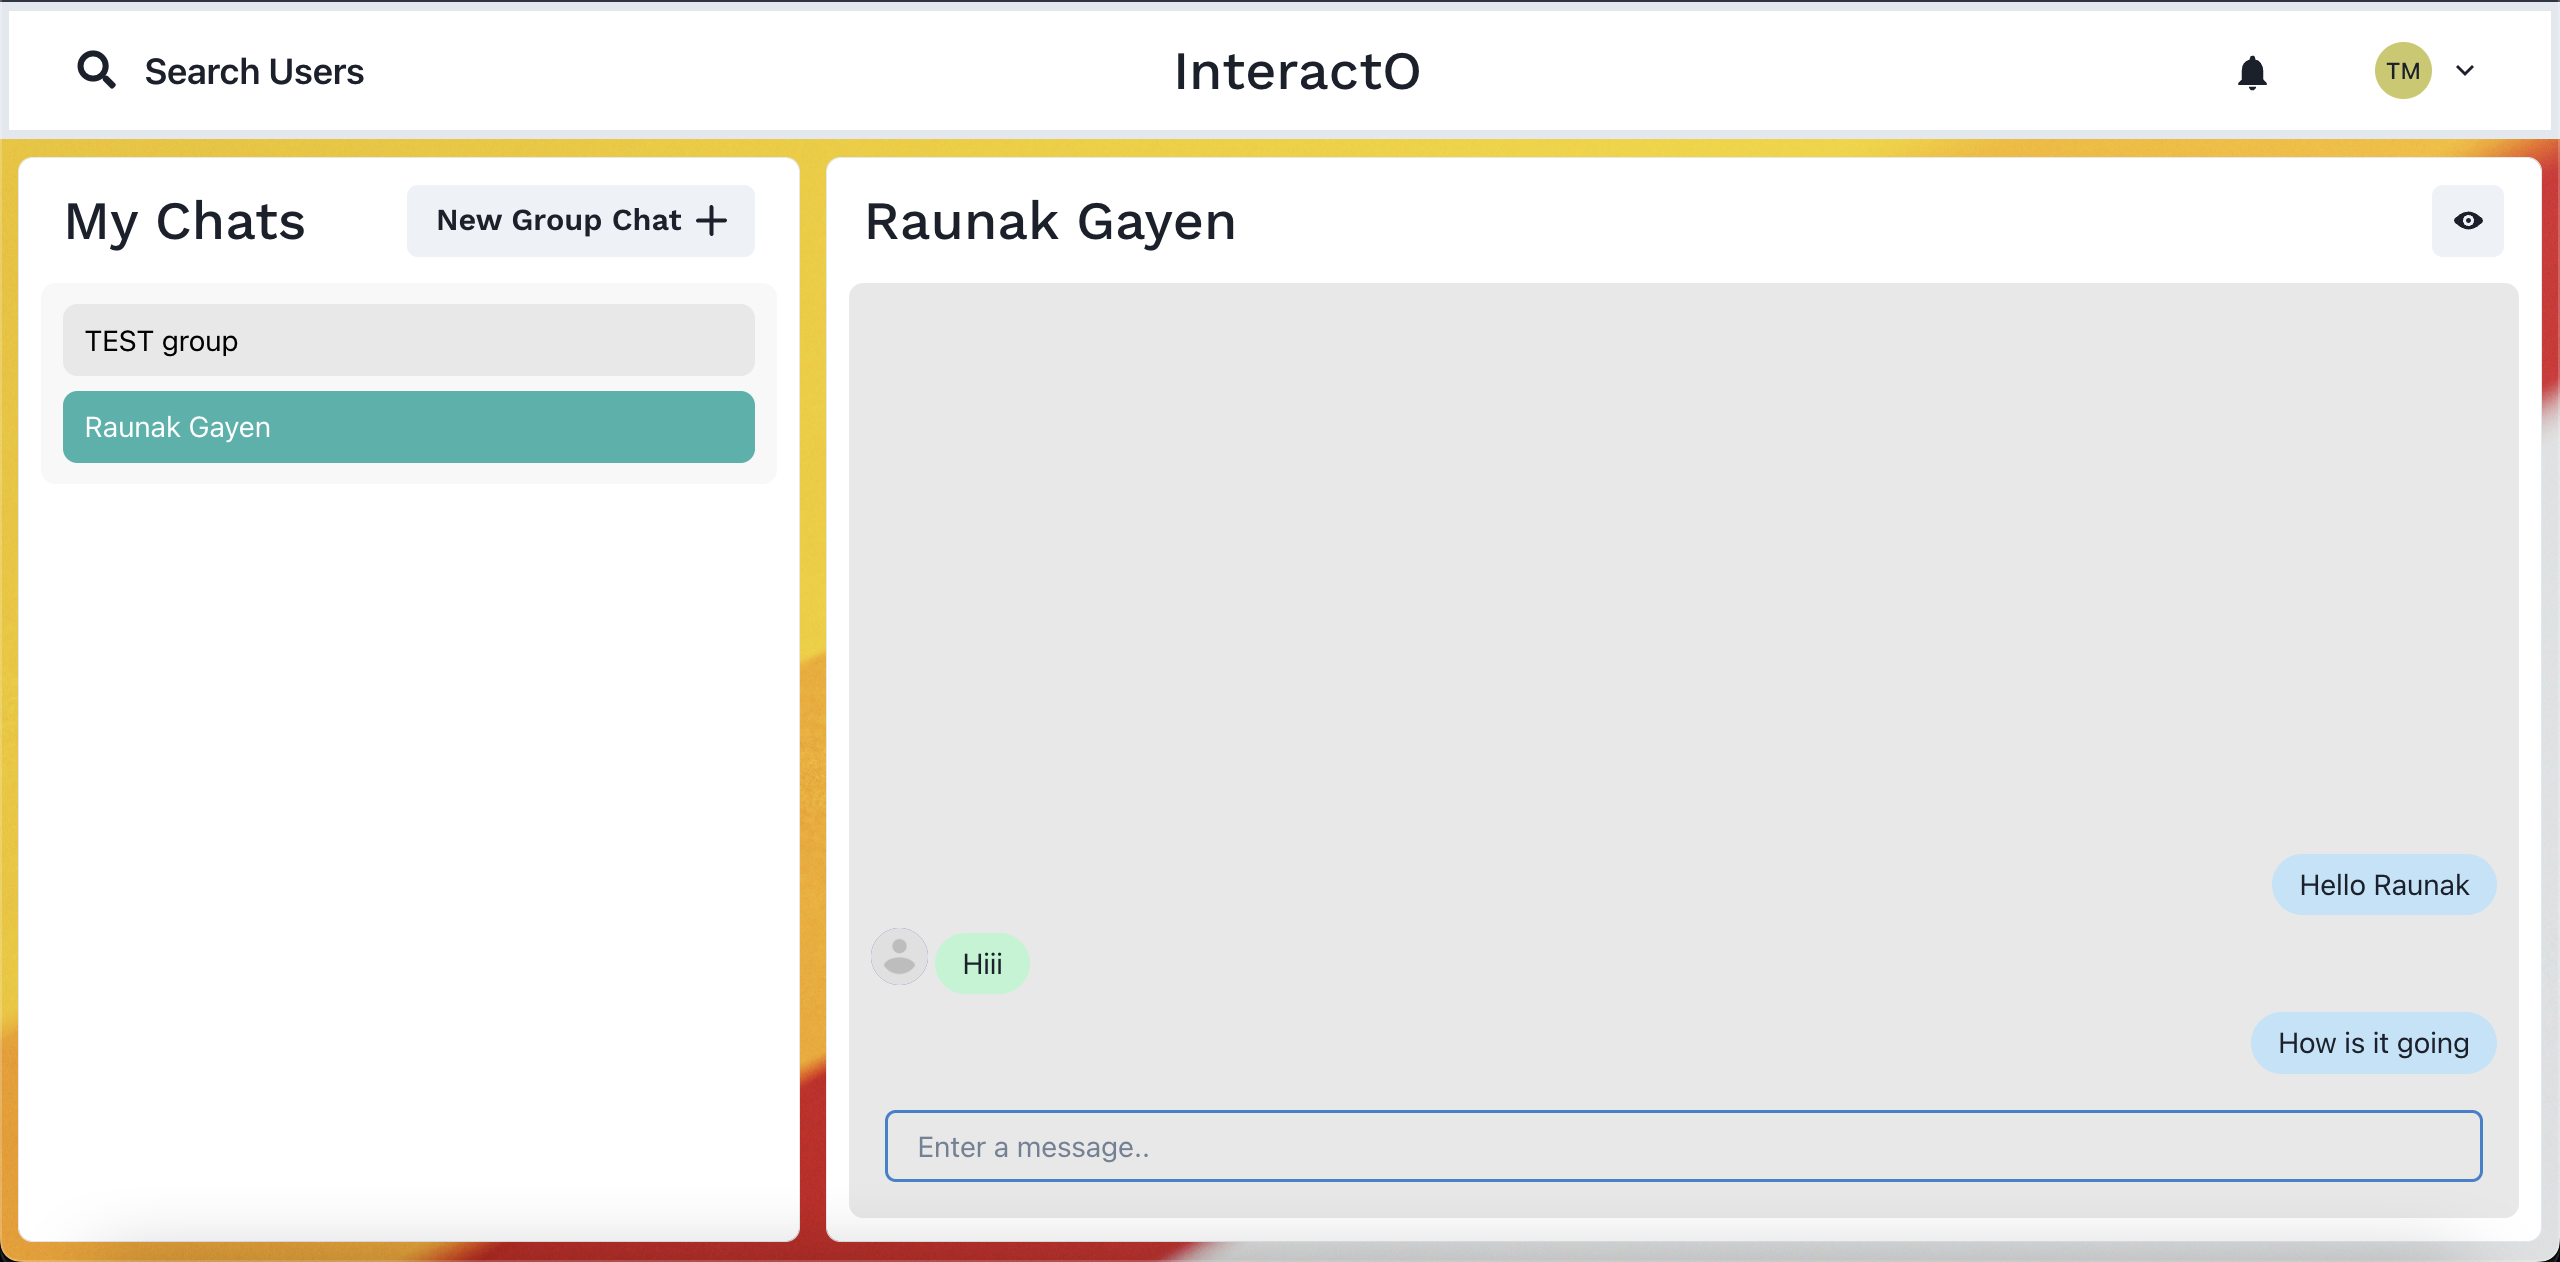 Search Users
InteractO
TM
My Chats
New Group Chat
TEST group
Raunak Gayen
Raunak Gayen
Hello Raunak
Hiii
How is it going
Enter a message..